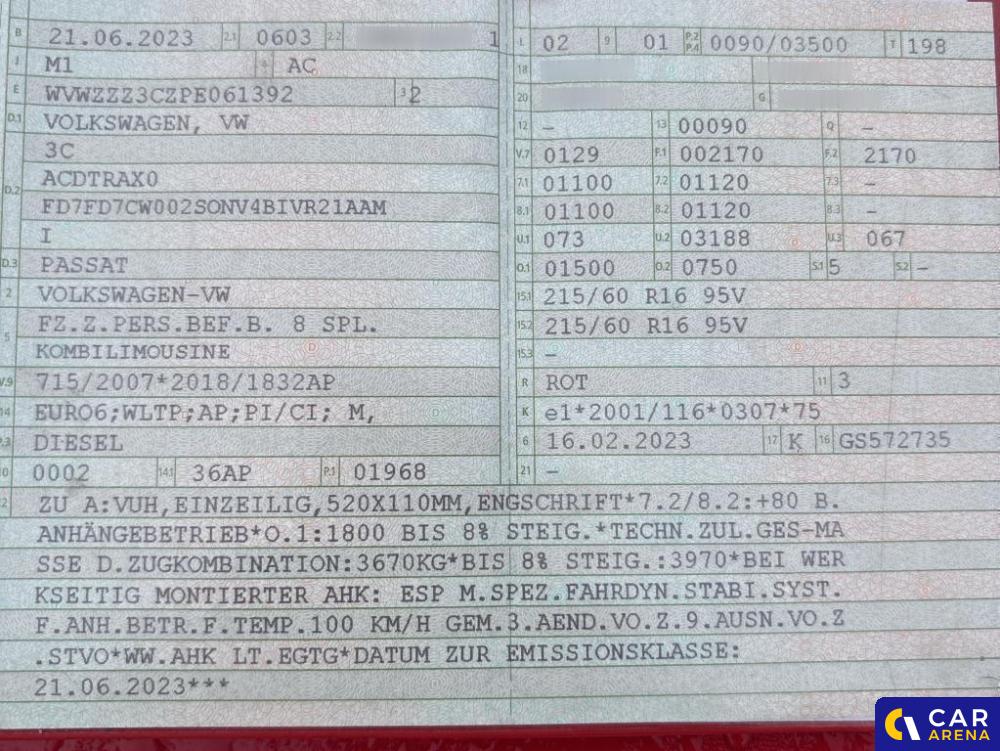 B 21.06.2023 2.1 0603 2.2 1
J M1 4 AC
E WVWZZZ3CZPE061392 3 2
D.1 VOLKSWAGEN, VW
3C
D.2 ACDTRAX0
FD7FD7CW002SONV4BIVR21AAM
I
D.3 PASSAT
2 VOLKSWAGEN-VW
5 FZ.Z.PERS.BEF.B. 8 SPL.
KOMBILIMOUSINE
V.9 715/2007*2018/1832AP
14 EURO6;WLTP;AP;PI/CI; M,
P.3 DIESEL
10 0002 14.1 36AP P.1 01968
L 02 9 01 P.2 P.4 0090/03500 T 198
18
20 G
12 – 13 00090 Q –
V.7 0129 F.1 002170 F.2 2170
7.1 01100 7.2 01120 7.3 –
8.1 01100 8.2 01120 8.3 –
U.1 073 U.2 03188 U.3 067
O.1 01500 O.2 0750 S.1 5 S.2 –
15.1 215/60 R16 95V
15.2 215/60 R16 95V
15.3 –
R ROT 11 3
K e1*2001/116*0307*75
6 16.02.2023 17 K 16 GS572735
21 –
22 ZU A:VUH,EINZEILIG,520X110MM,ENGSCHRIFT*7.2/8.2:+80 B.
ANHÄNGEBETRIEB*O.1:1800 BIS 8% STEIG.*TECHN.ZUL.GES-MA
SSE D.ZUGKOMBINATION:3670KG*BIS 8% STEIG.:3970*BEI WER
KSEITIG MONTIERTER AHK: ESP M.SPEZ.FAHRDYN.STABI.SYST.
F.ANH.BETR.F.TEMP.100 KM/H GEM.3.AEND.VO.Z.9.AUSN.VO.Z
.STVO*WW.AHK LT.EGTG*DATUM ZUR EMISSIONSKLASSE:
21.06.2023***
CAR
ARENA